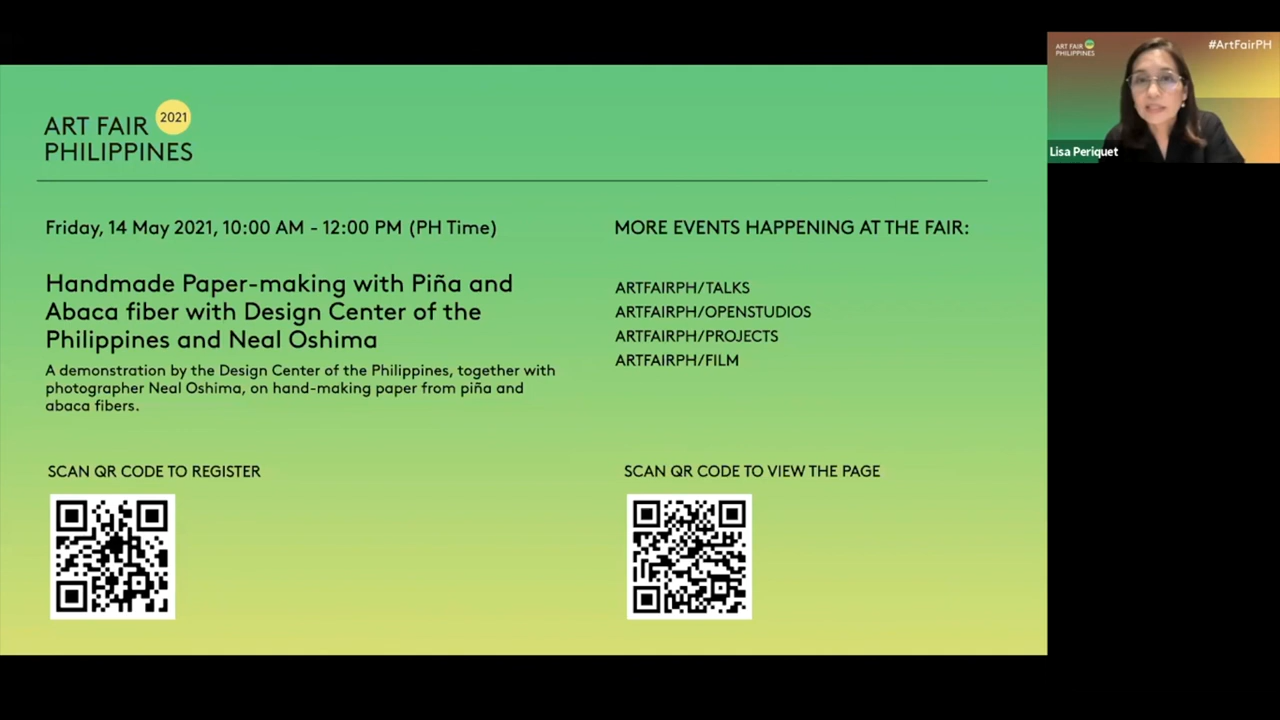 ART FAIR 2021
PHILIPPINES
Friday, 14 May 2021, 10:00 AM - 12:00 PM (PH Time)
Handmade Paper-making with Piña and
Abaca fiber with Design Center of the
Philippines and Neal Oshima
A demonstration by the Design Center of the Philippines, together with
photographer Neal Oshima, on hand-making paper from piña and
abaca fibers.
SCAN QR CODE TO REGISTER
MORE EVENTS HAPPENING AT THE FAIR:
ARTFAIRPH/TALKS
ARTFAIRPH/OPENSTUDIOS
ARTFAIRPH/PROJECTS
ARTFAIRPH/FILM
SCAN QR CODE TO VIEW THE PAGE
ART FAIR
PHILIPPINES
#ArtFairPH
Lisa Periquet